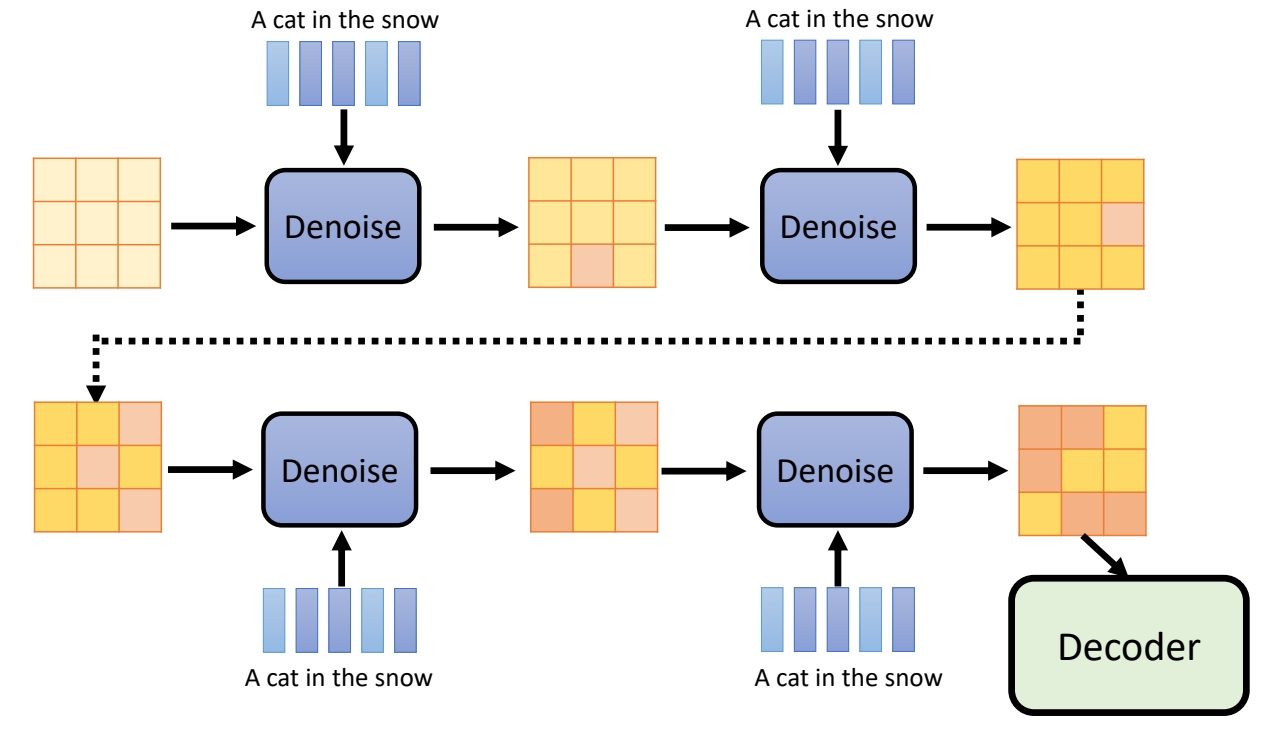 A cat in the snow
A cat in the snow
Denoise
Denoise
Denoise
Denoise
Decoder
A cat in the snow
A cat in the snow